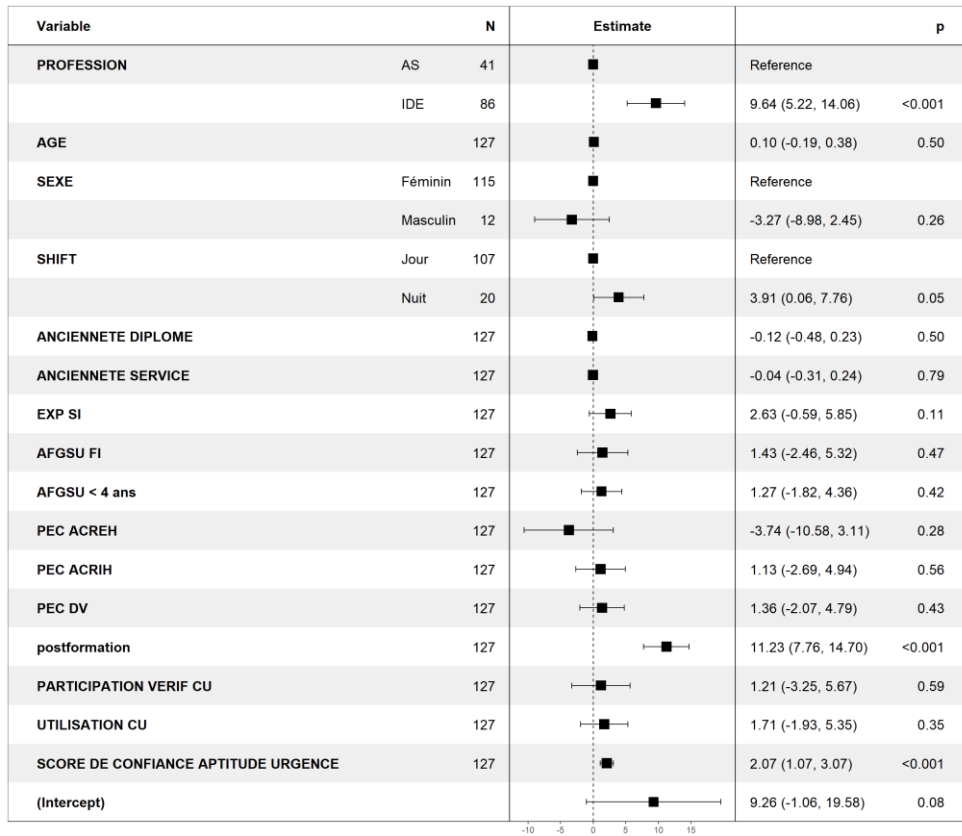 Variable N Estimate p
PROFESSION AS 41 Reference
IDE 86 9.64 (5.22, 14.06) <0.001
AGE 127 0.10 (-0.19, 0.38) 0.50
SEXE Féminin 115 Reference
Masculin 12 -3.27 (-8.98, 2.45) 0.26
SHIFT Jour 107 Reference
Nuit 20 3.91 (0.06, 7.76) 0.05
ANCIENNETE DIPLOME 127 -0.12 (-0.48, 0.23) 0.50
ANCIENNETE SERVICE 127 -0.04 (-0.31, 0.24) 0.79
EXP SI 127 2.63 (-0.59, 5.85) 0.11
AFGSU FI 127 1.43 (-2.46, 5.32) 0.47
AFGSU < 4 ans 127 1.27 (-1.82, 4.36) 0.42
PEC ACREH 127 -3.74 (-10.58, 3.11) 0.28
PEC ACRIH 127 1.13 (-2.69, 4.94) 0.56
PEC DV 127 1.36 (-2.07, 4.79) 0.43
postformation 127 11.23 (7.76, 14.70) <0.001
PARTICIPATION VERIF CU 127 1.21 (-3.25, 5.67) 0.59
UTILISATION CU 127 1.71 (-1.93, 5.35) 0.35
SCORE DE CONFIANCE APTITUDE URGENCE 127 2.07 (1.07, 3.07) <0.001
(Intercept) 9.26 (-1.06, 19.58) 0.08
-10 -5 0 5 10 15